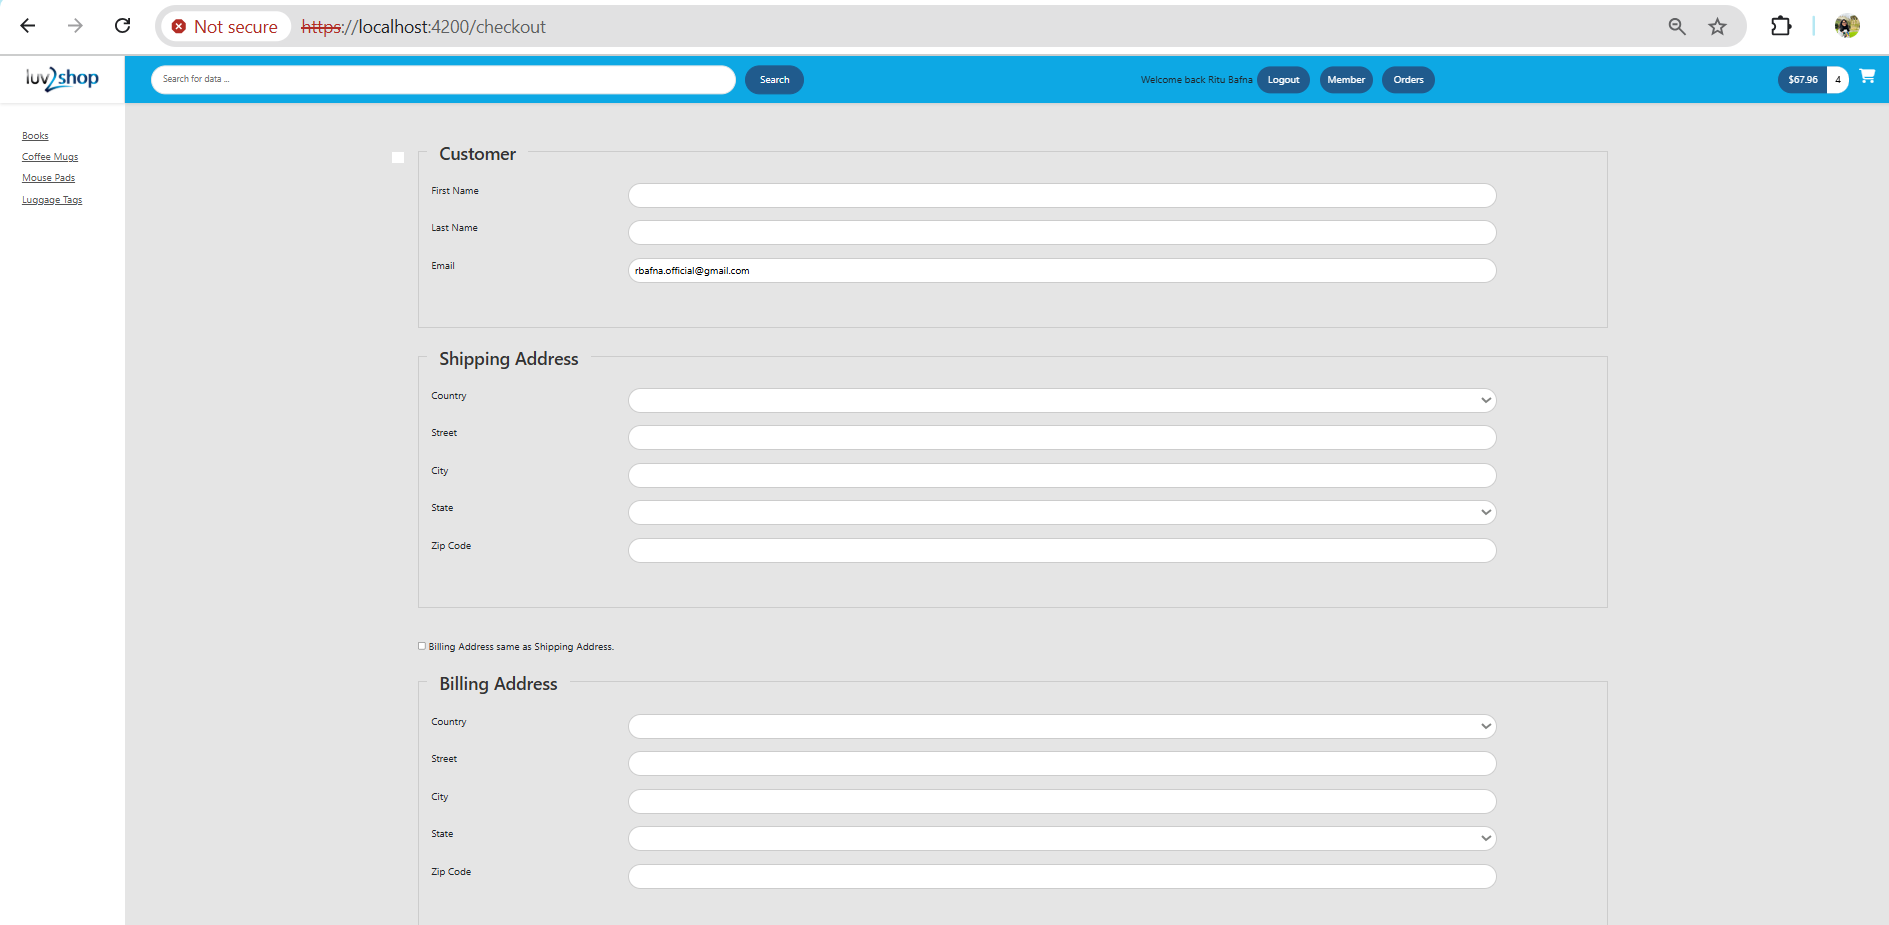 Not secure https://localhost:4200/checkout
luv2shop
Search for data ...
Search
Welcome back Ritu Bafna
Logout
Member
Orders
$67.96 4
Books
Coffee Mugs
Mouse Pads
Luggage Tags
Customer
First Name
Last Name
Email rbafna.official@gmail.com
Shipping Address
Country
Street
City
State
Zip Code
Billing Address same as Shipping Address.
Billing Address
Country
Street
City
State
Zip Code